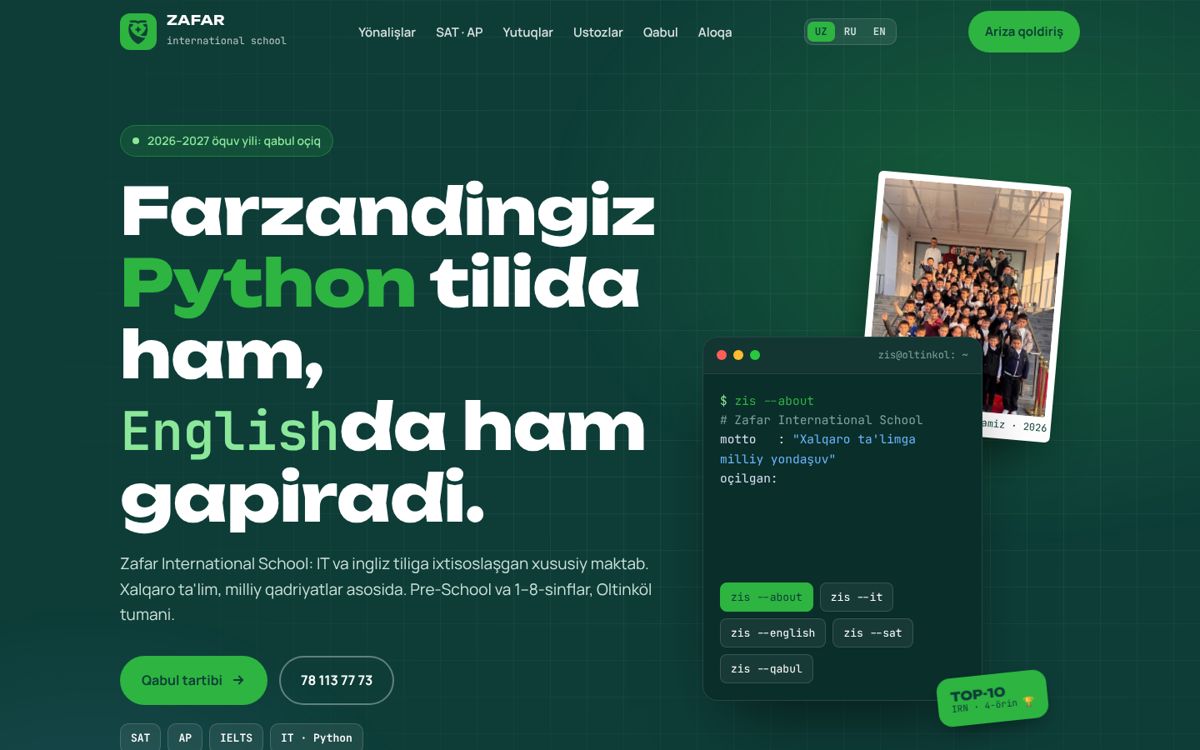 ZAFAR
international school
Yönalişlar
SAT · AP
Yutuqlar
Ustozlar
Qabul
Aloqa
UZ
RU
EN
Ariza qoldiriş
2026–2027 öquv yili: qabul oçiq
Farzandingiz
Python tilida
ham,
Englishda ham
gapiradi.
Zafar International School: IT va ingliz tiliga ixtisoslaşgan xususiy maktab.
Xalqaro ta'lim, milliy qadriyatlar asosida. Pre-School va 1–8-sinflar, Oltinköl
tumani.
Qabul tartibi →
78 113 77 73
SAT
AP
IELTS
IT · Python
zis@oltinkol: ~
$ zis --about
# Zafar International School
motto : "Xalqaro ta'limga
milliy yondaşuv"
oçilgan:
amiz · 2026
zis --about
zis --it
zis --english
zis --sat
zis --qabul
TOP-10
IRN · 4-örin 🏆